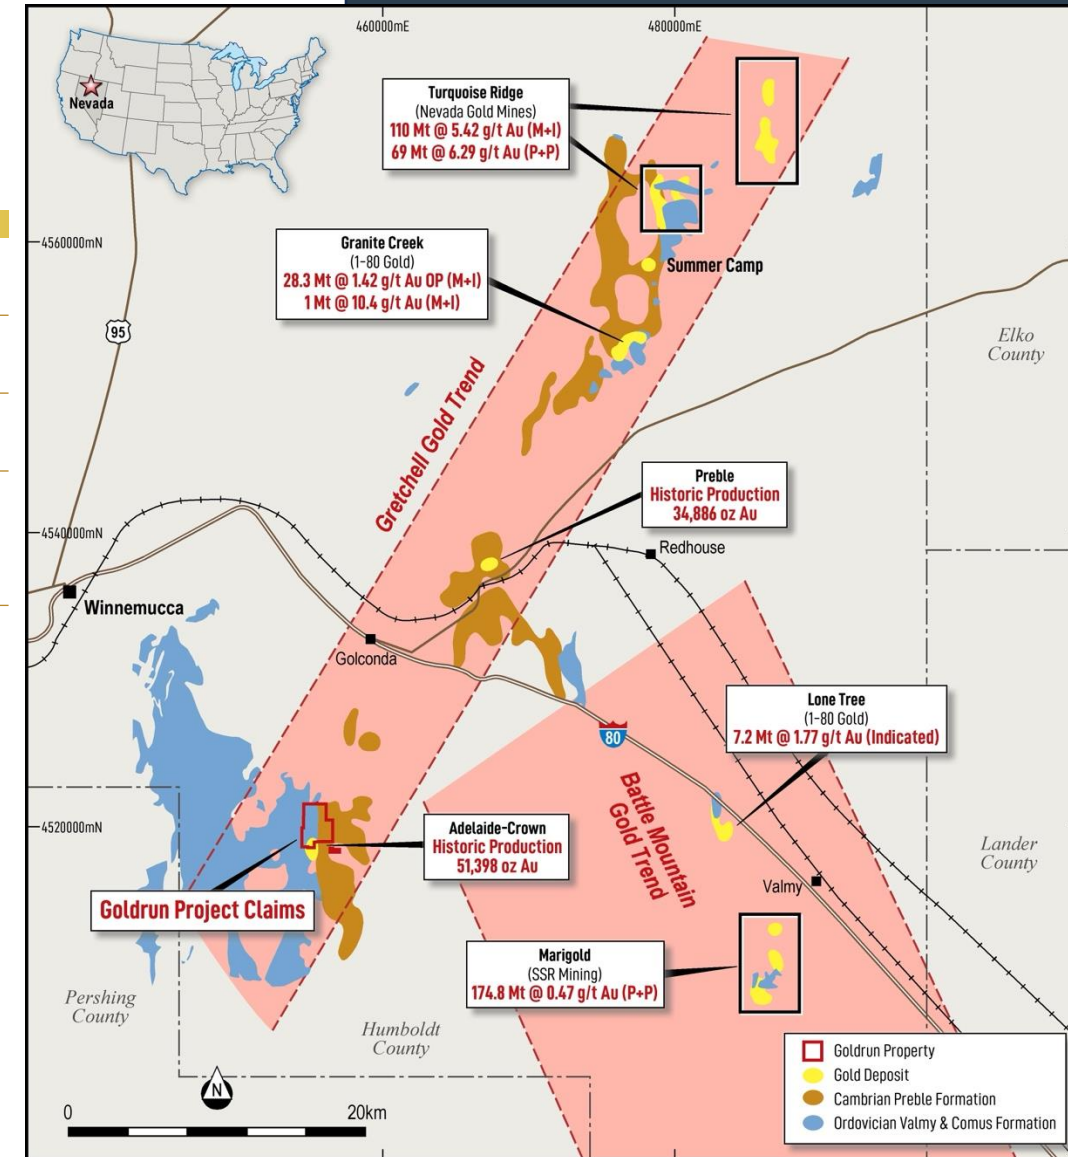 460000mE
480000mE
Nevada
Turquoise Ridge
(Nevada Gold Mines)
110 Mt @ 5.42 g/t Au (M+I)
69 Mt @ 6.29 g/t Au (P+P)
4560000mN
Granite Creek
(1-80 Gold)
28.3 Mt @ 1.42 g/t Au OP (M+I)
1 Mt @ 10.4 g/t Au (M+I)
Summer Camp
95
Elko
County
Getchell Gold Trend
Preble
Historic Production
34,886 oz Au
4540000mN
Redhouse
Winnemucca
Golconda
Lone Tree
(1-80 Gold)
7.2 Mt @ 1.77 g/t Au (Indicated)
80
Battle Mountain
Gold Trend
4520000mN
Adelaide-Crown
Historic Production
51,398 oz Au
Lander
County
Valmy
Goldrun Project Claims
Marigold
(SSR Mining)
174.8 Mt @ 0.47 g/t Au (P+P)
Pershing
County
Humboldt
County
N
0 20km
Goldrun Property
Gold Deposit
Cambrian Preble Formation
Ordovician Valmy & Comus Formation